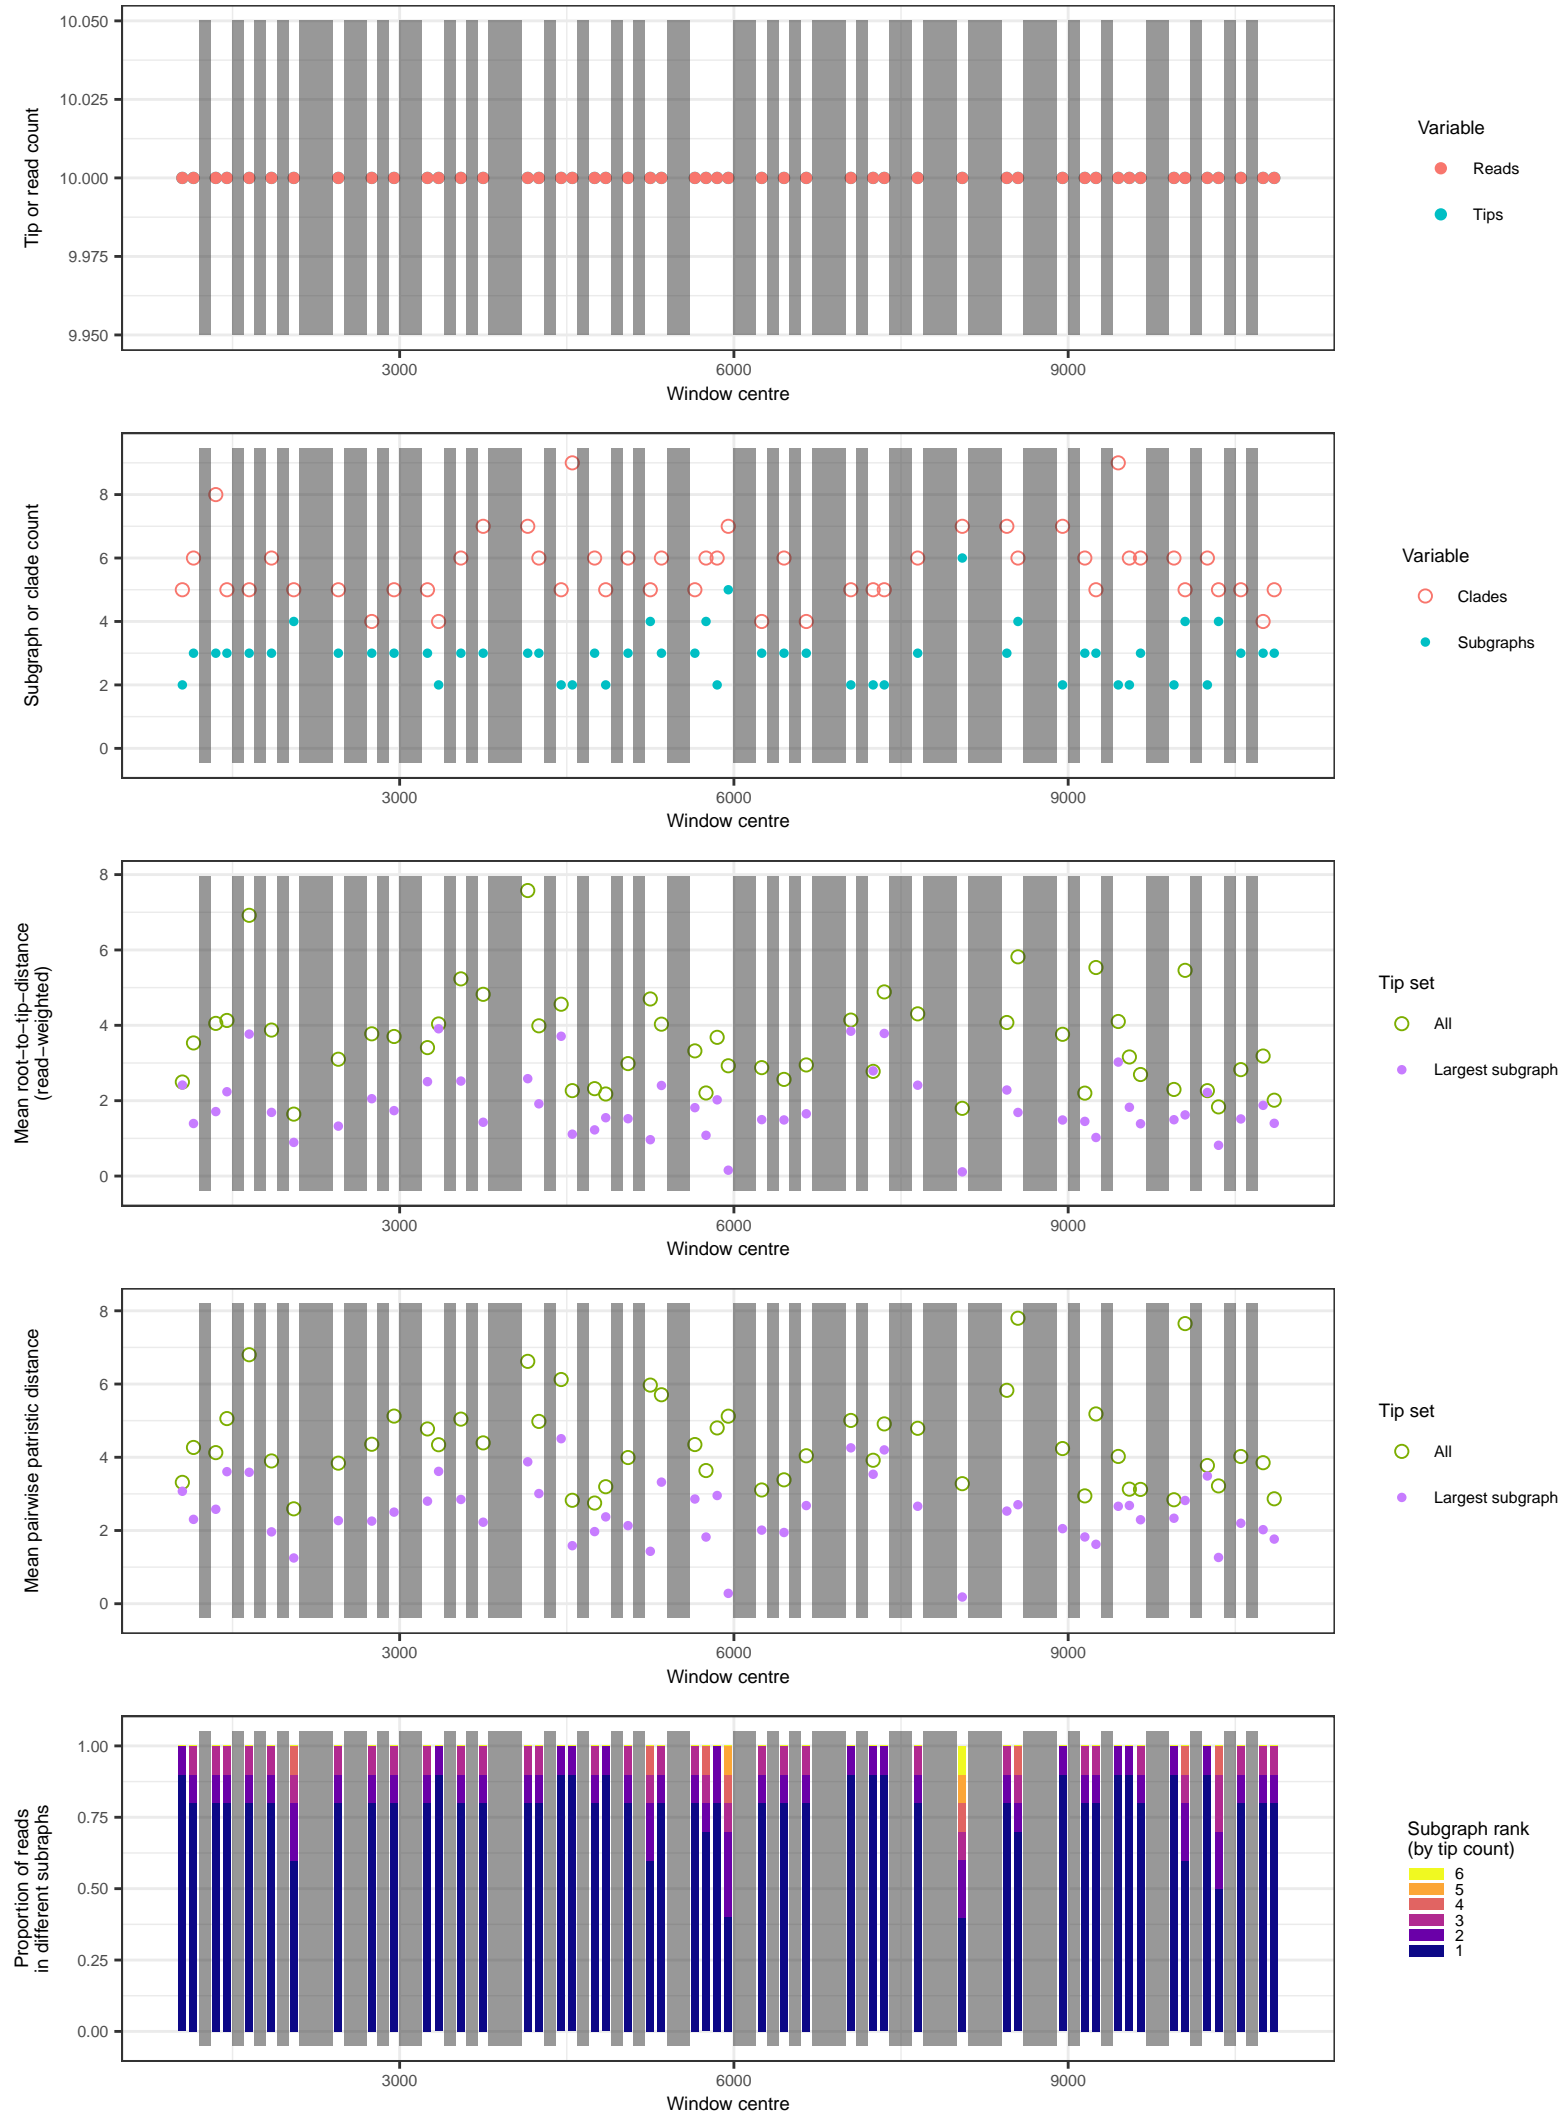 10.050
10.025
10.000
9.975
9.950
Tip or read count
3000
6000
9000
Window centre
Variable
Reads
Tips
8
6
4
2
0
Subgraph or clade count
3000
6000
9000
Window centre
Variable
Clades
Subgraphs
8
6
4
2
0
Mean root−to−tip−distance
(read−weighted)
3000
6000
9000
Window centre
Tip set
All
Largest subgraph
8
6
4
2
0
Mean pairwise patristic distance
3000
6000
9000
Window centre
Tip set
All
Largest subgraph
1.00
0.75
0.50
0.25
0.00
Proportion of reads
in different subraphs
3000
6000
9000
Window centre
Subgraph rank
(by tip count)
6
5
4
3
2
1